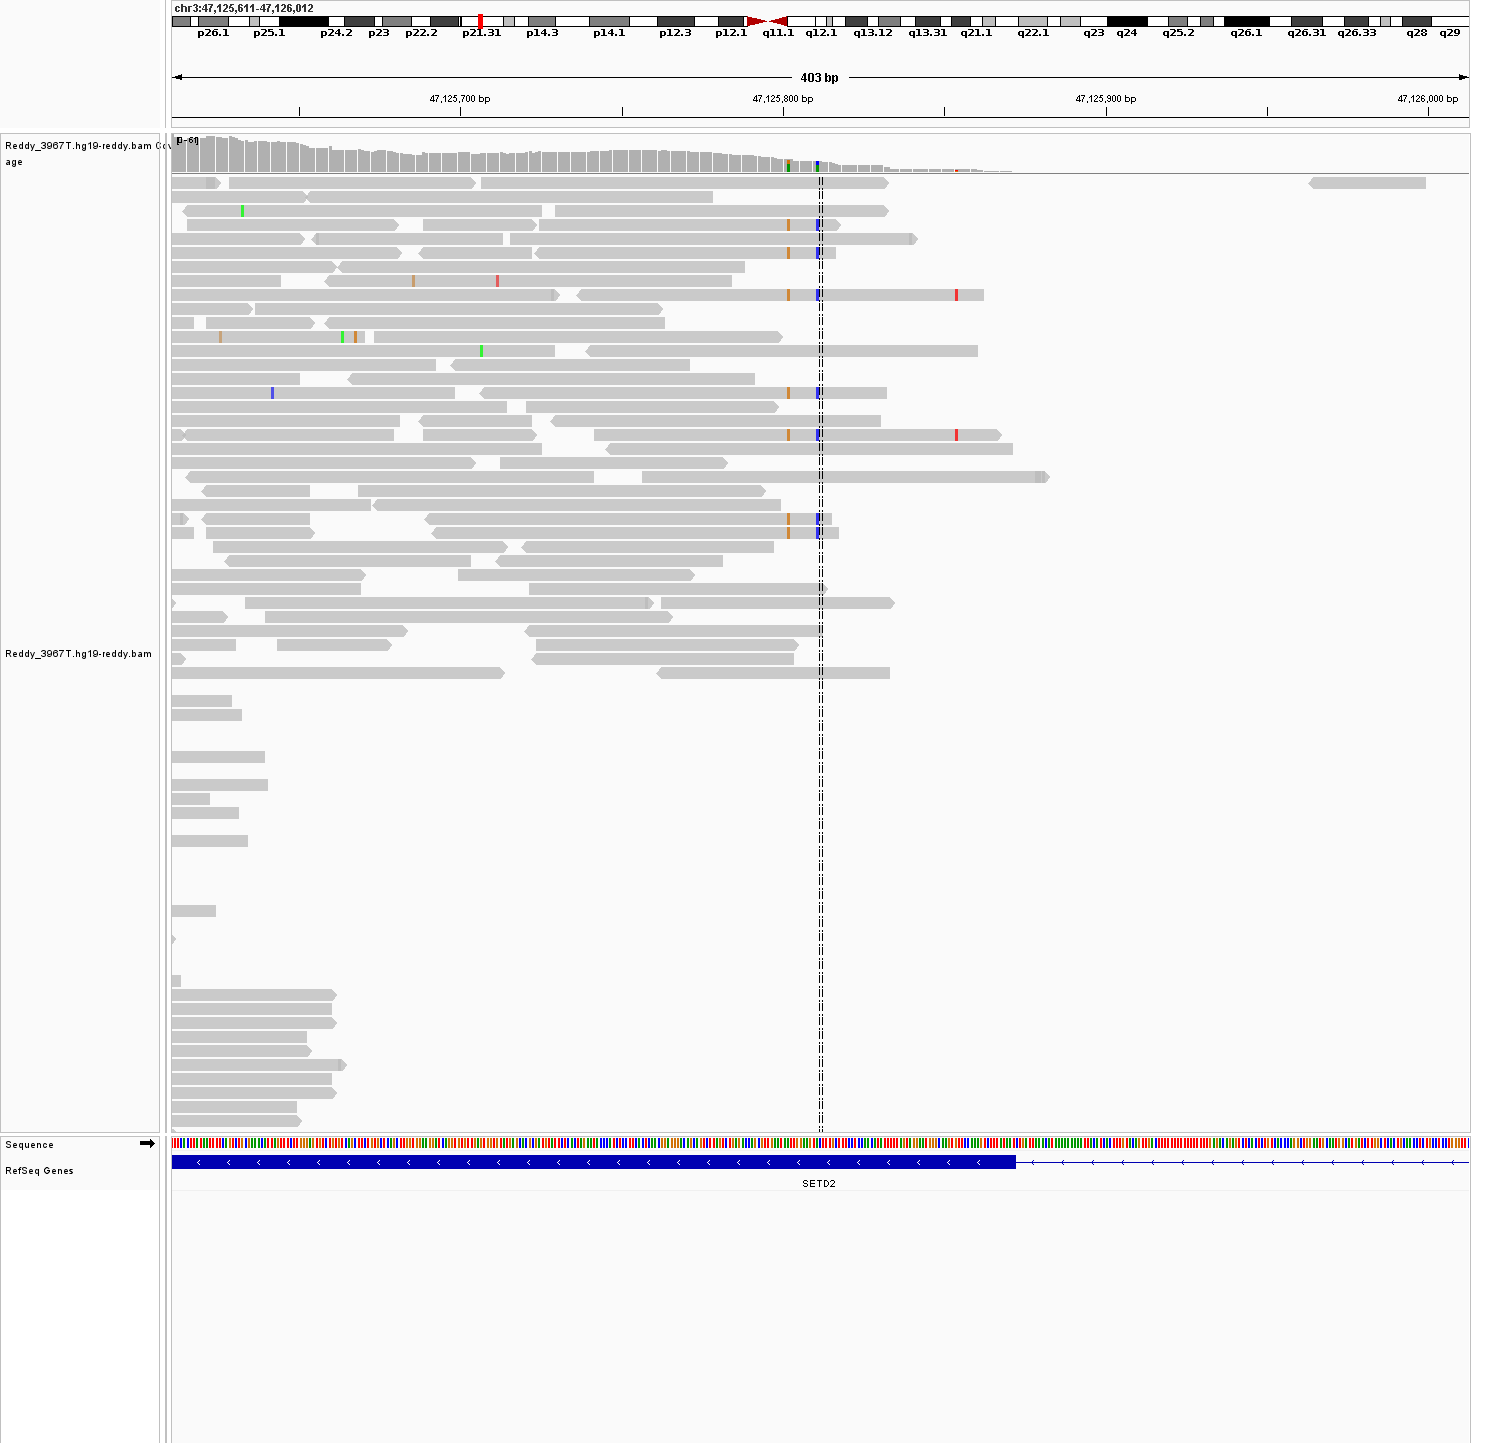 chr3:47,125,611-47,126,012
p26.1 p25.1 p24.2 p23 p22.2 p21.31 p14.3 p14.1 p12.3 p12.1 q11.1 q12.1 q13.12 q13.31 q21.1 q22.1 q23 q24 q25.2 q26.1 q26.31 q26.33 q28 q29
403 bp
47,125,700 bp 47,125,800 bp 47,125,900 bp 47,126,000 bp
Reddy_3967T.hg19-reddy.bam Cov
age
[0-61]
Reddy_3967T.hg19-reddy.bam
Sequence
RefSeq Genes
SETD2